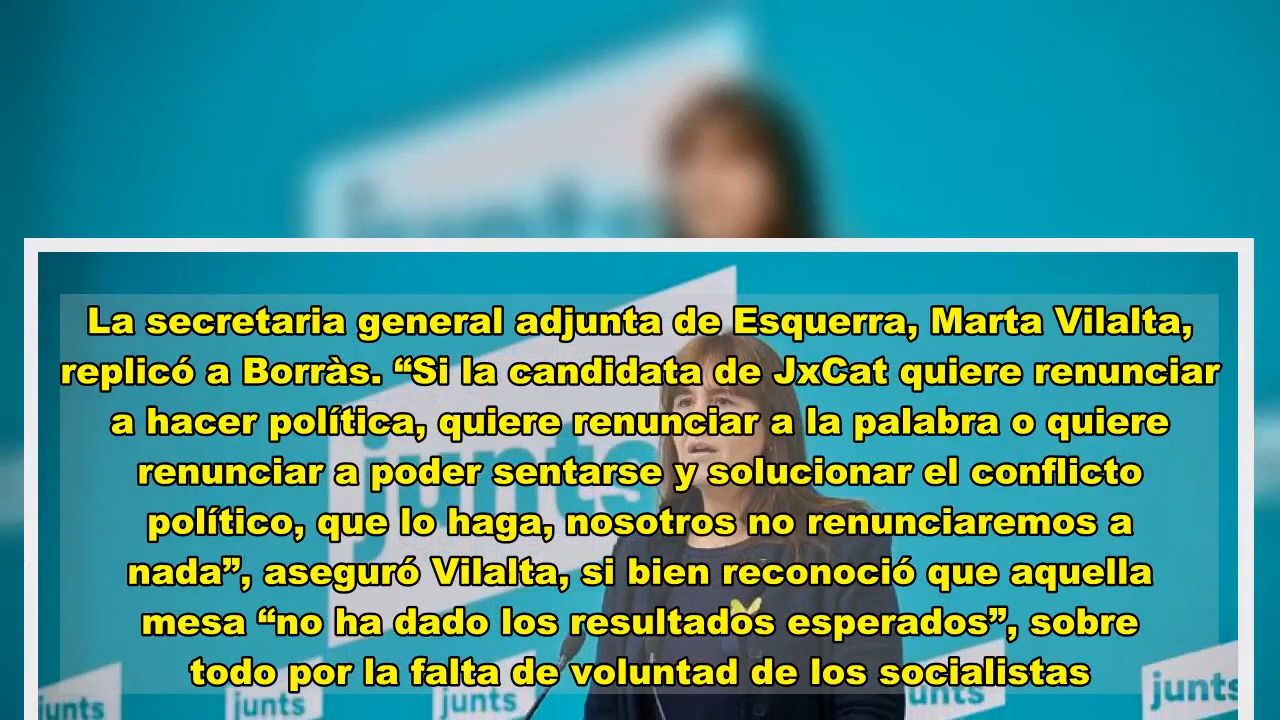 La secretaria general adjunta de Esquerra, Marta Vilalta,
replicó a Borràs. “Si la candidata de JxCat quiere renunciar
a hacer política, quiere renunciar a la palabra o quiere
renunciar a poder sentarse y solucionar el conflicto
político, que lo haga, nosotros no renunciaremos a
nada”, aseguró Vilalta, si bien reconoció que aquella
mesa “no ha dado los resultados esperados”, sobre
todo por la falta de voluntad de los socialistas
junts
junts
junts
junts
junts
junts